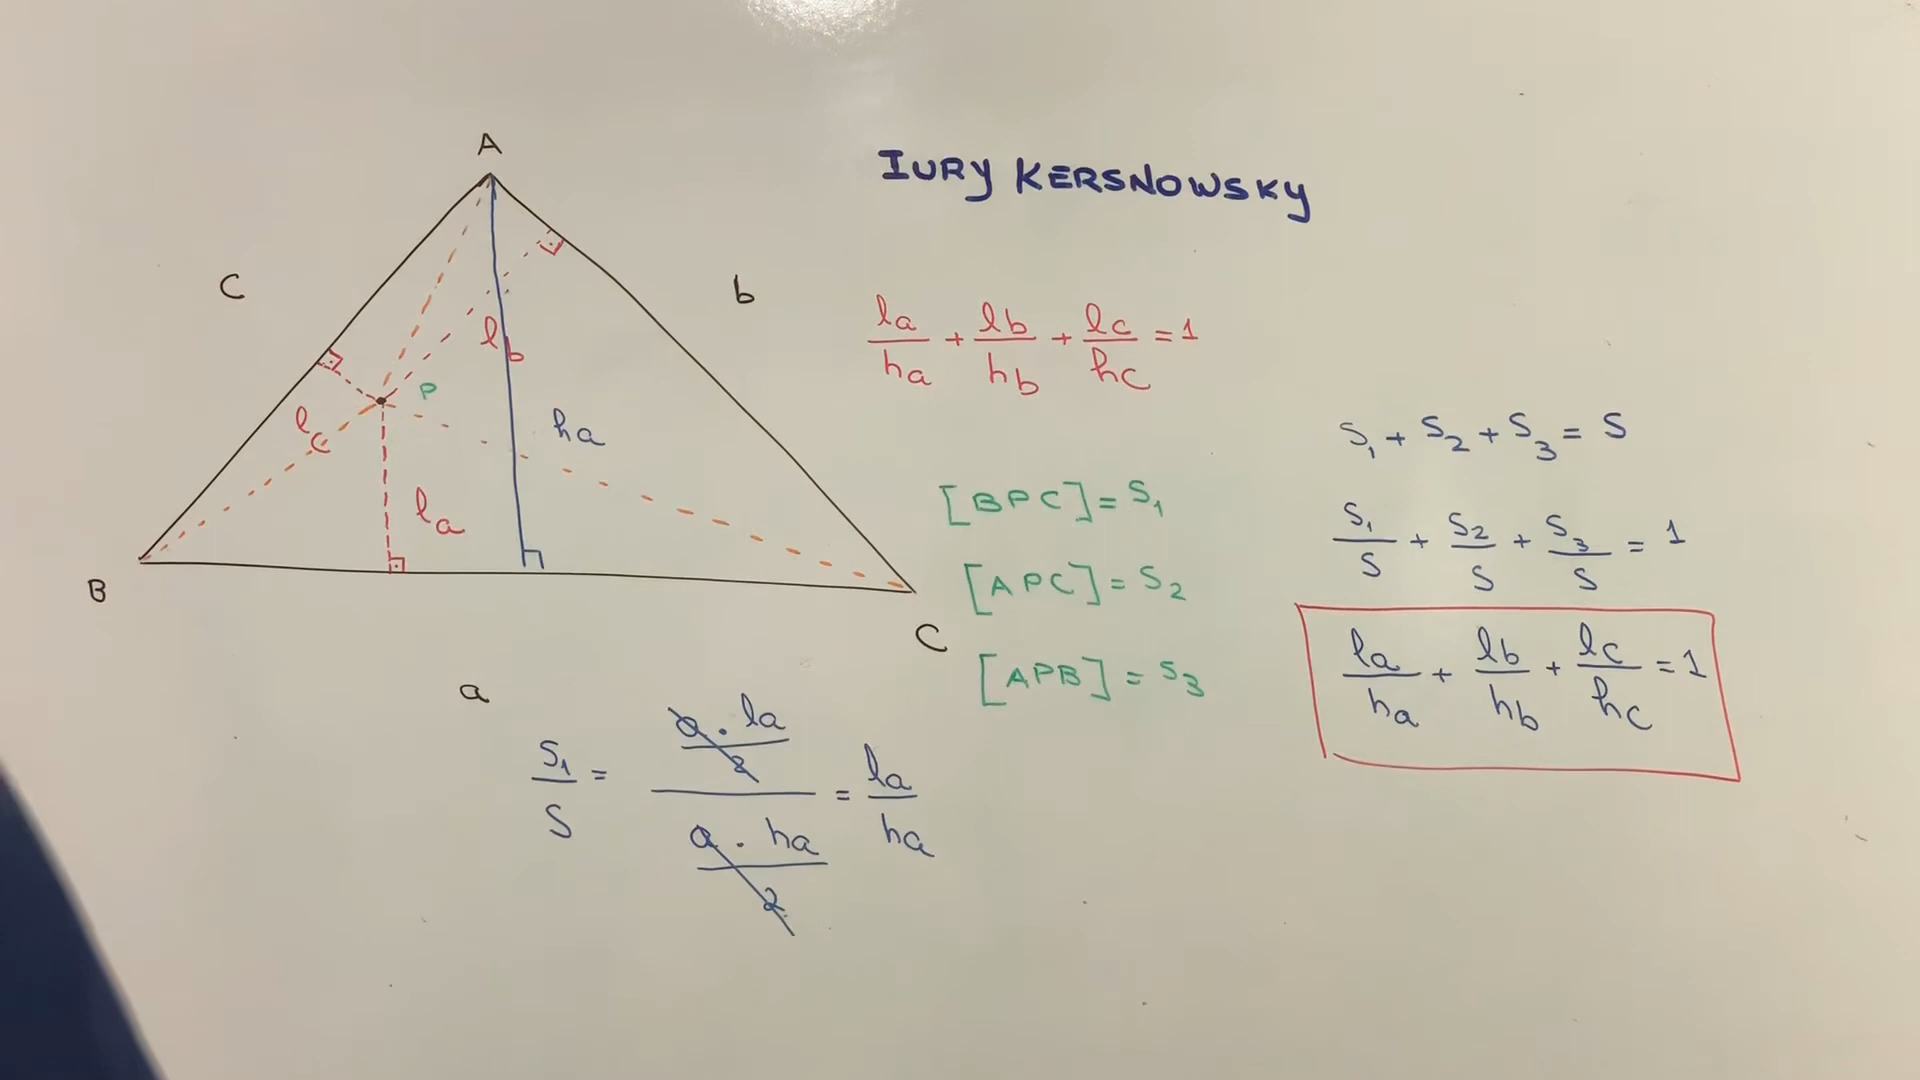 IURY KERSNOWSKY
A
C
b
la/ha + lb/hb + lc/hc = 1
lb
P
lc
ha
la
B
C
a
[BPC] = S₁
[APC] = S₂
[APB] = S₃
S₁ + S₂ + S₃ = S
S₁/S + S₂/S + S₃/S = 1
la/ha + lb/hb + lc/hc = 1
S₁/S = (a · la/2)/(a · ha/2) = la/ha